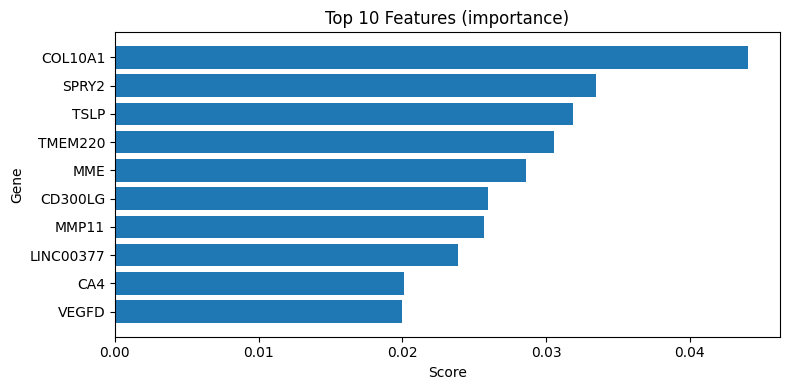 Top 10 Features (importance)
Gene
COL10A1
SPRY2
TSLP
TMEM220
MME
CD300LG
MMP11
LINC00377
CA4
VEGFD
0.00 0.01 0.02 0.03 0.04
Score